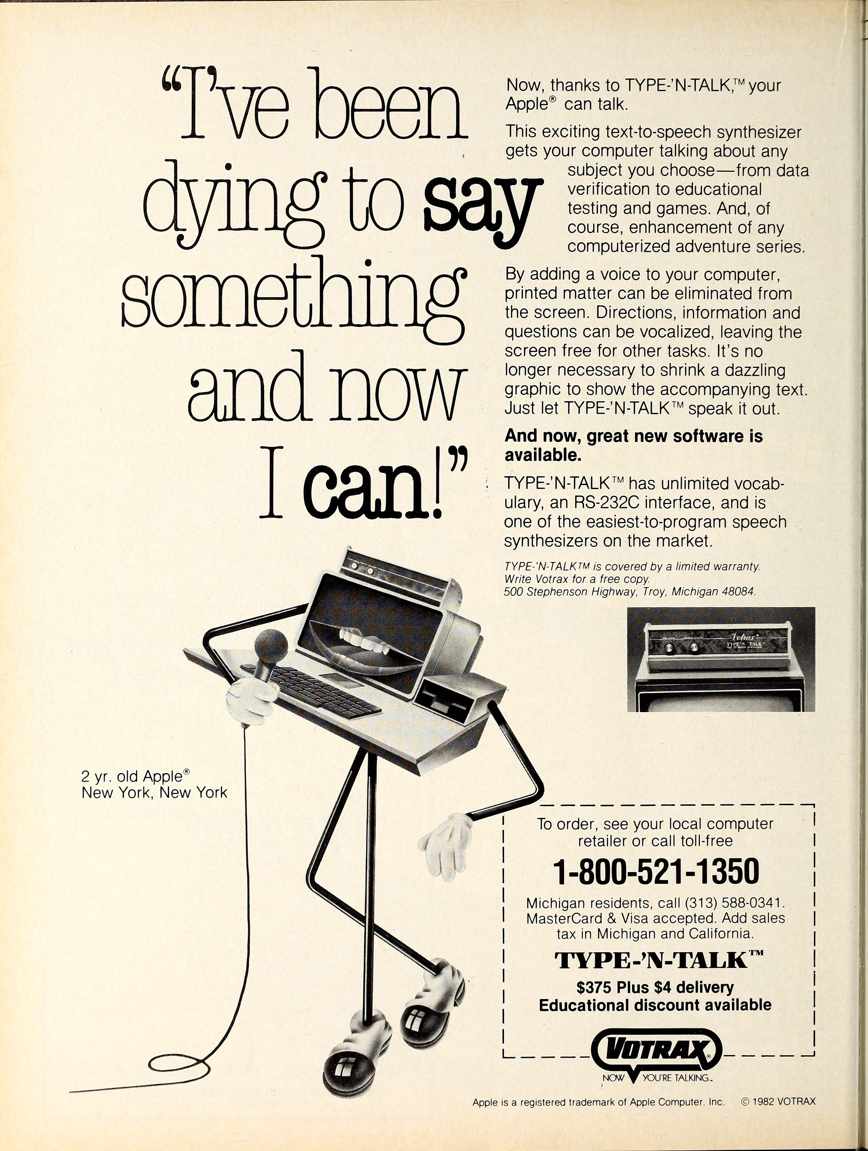 “I’ve been
dying to say
something
and now
I can!”
Now, thanks to TYPE-’N-TALK,™ your
Apple® can talk.
This exciting text-to-speech synthesizer
gets your computer talking about any
subject you choose—from data
verification to educational
testing and games. And, of
course, enhancement of any
computerized adventure series.
By adding a voice to your computer,
printed matter can be eliminated from
the screen. Directions, information and
questions can be vocalized, leaving the
screen free for other tasks. It’s no
longer necessary to shrink a dazzling
graphic to show the accompanying text.
Just let TYPE-’N-TALK™ speak it out.
And now, great new software is
available.
TYPE-’N-TALK™ has unlimited vocab-
ulary, an RS-232C interface, and is
one of the easiest-to-program speech
synthesizers on the market.
TYPE-’N-TALK™ is covered by a limited warranty.
Write Votrax for a free copy.
500 Stephenson Highway, Troy, Michigan 48084.
Votrax
TYPE ’N TALK
2 yr. old Apple®
New York, New York
To order, see your local computer
retailer or call toll-free
1-800-521-1350
Michigan residents, call (313) 588-0341.
MasterCard & Visa accepted. Add sales
tax in Michigan and California.
TYPE-’N-TALK™
$375 Plus $4 delivery
Educational discount available
VOTRAX®
NOW YOU’RE TALKING™
Apple is a registered trademark of Apple Computer. Inc. © 1982 VOTRAX